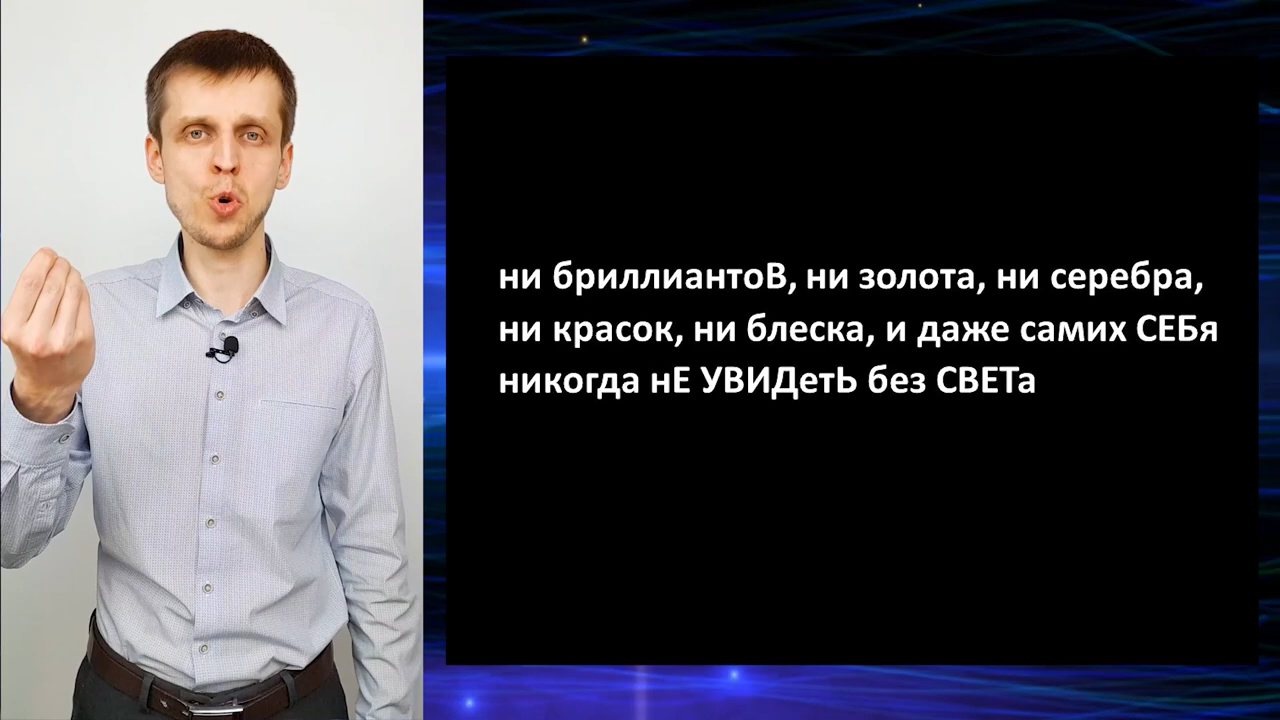 ни бриллиантоВ, ни золота, ни серебра,
ни красок, ни блеска, и даже самих СЕБя
никогда нЕ УВИДетЬ без СВЕТа